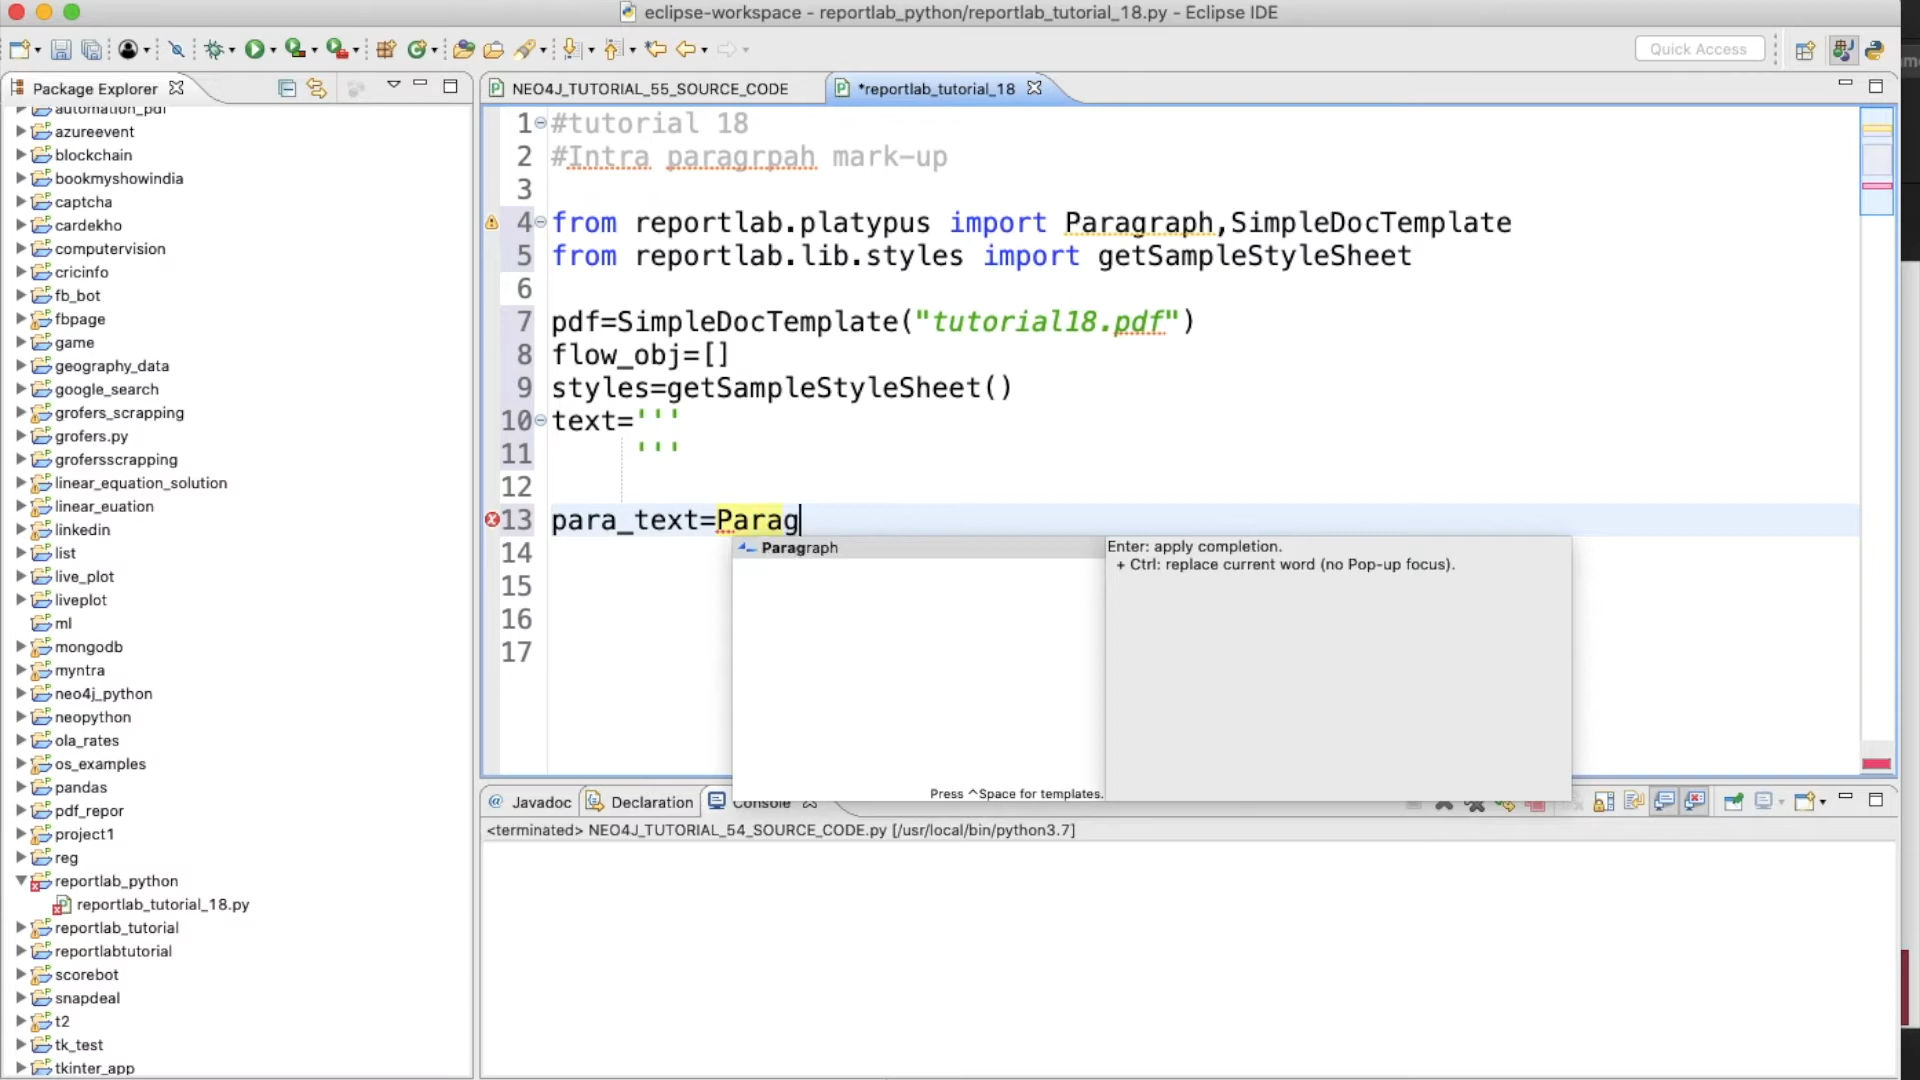 eclipse-workspace - reportlab_python/reportlab_tutorial_18.py - Eclipse IDE
Quick Access
Package Explorer
automation_pdf
azureevent
blockchain
bookmyshowindia
captcha
cardekho
computervision
cricinfo
fb_bot
fbpage
game
geography_data
google_search
grofers_scrapping
grofers.py
grofersscrapping
linear_equation_solution
linear_euation
linkedin
list
live_plot
liveplot
ml
mongodb
myntra
neo4j_python
neopython
ola_rates
os_examples
pandas
pdf_repor
project1
reg
reportlab_python
reportlab_tutorial_18.py
reportlab_tutorial
reportlabtutorial
scorebot
snapdeal
t2
tk_test
tkinter_app
NEO4J_TUTORIAL_55_SOURCE_CODE
*reportlab_tutorial_18
1 #tutorial 18
2 #Intra paragrpah mark-up
3
4 from reportlab.platypus import Paragraph,SimpleDocTemplate
5 from reportlab.lib.styles import getSampleStyleSheet
6
7 pdf=SimpleDocTemplate("tutorial18.pdf")
8 flow_obj=[]
9 styles=getSampleStyleSheet()
10 text='''
11 '''
12
13 para_text=Parag
14
15
16
17
Paragraph
Press ^Space for templates.
Enter: apply completion.
+ Ctrl: replace current word (no Pop-up focus).
Javadoc
Declaration
Console
<terminated> NEO4J_TUTORIAL_54_SOURCE_CODE.py [/usr/local/bin/python3.7]